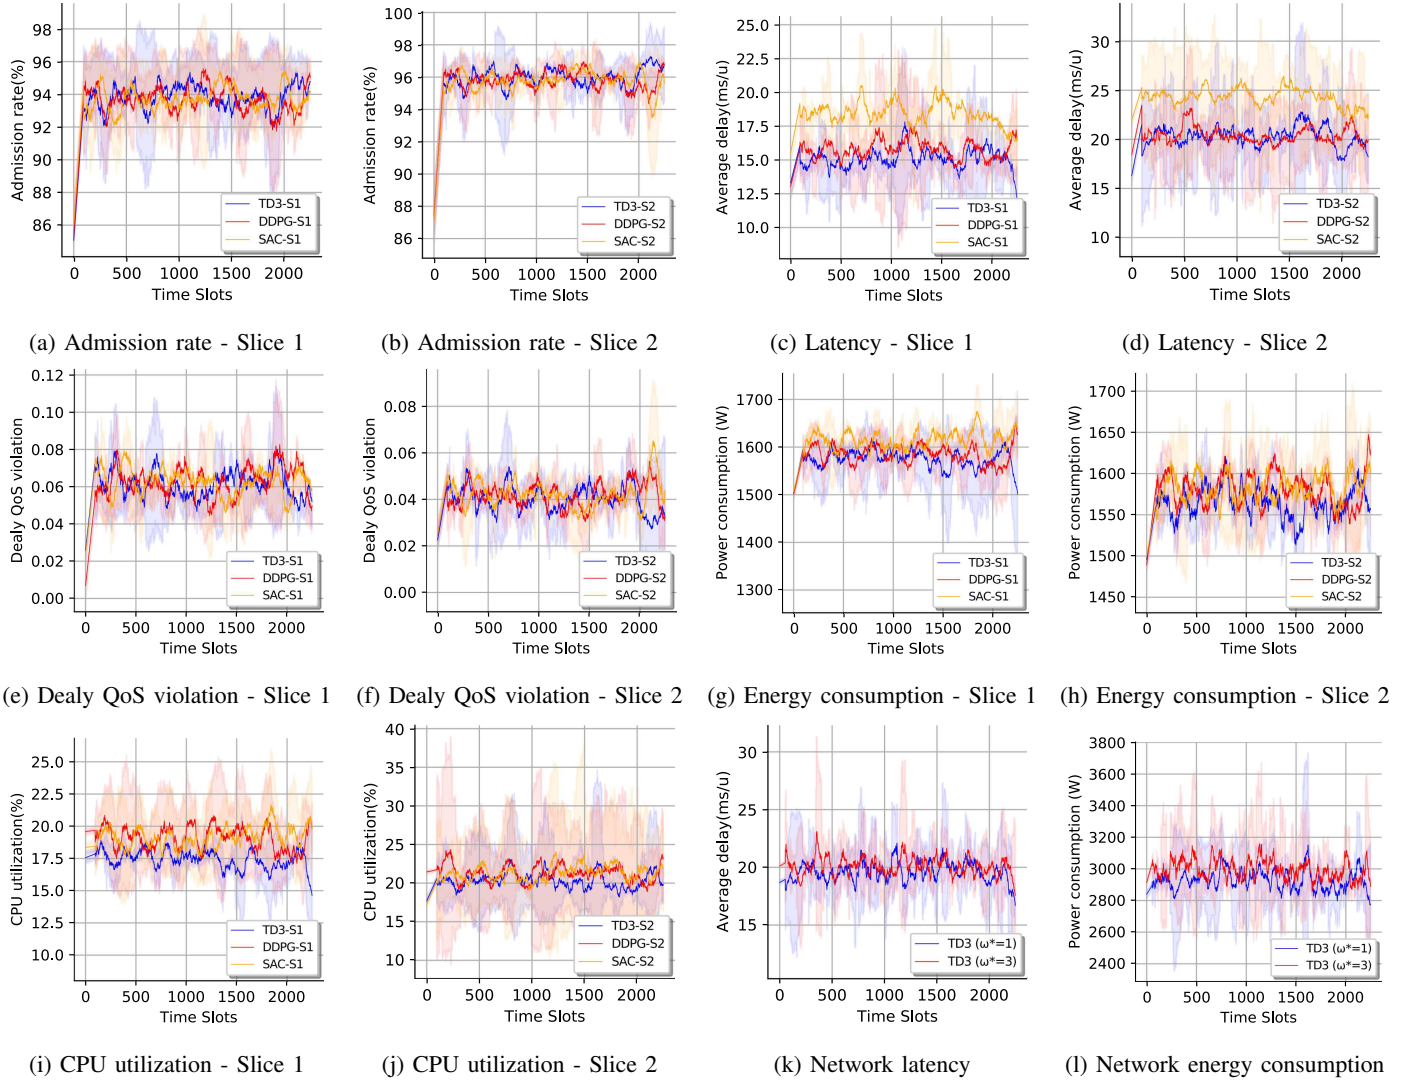 98
96
94
92
90
88
86
Admission rate(%)
TD3-S1
DDPG-S1
SAC-S1
0 500 1000 1500 2000
Time Slots
(a) Admission rate - Slice 1
100
98
96
94
92
90
88
86
Admission rate(%)
TD3-S2
DDPG-S2
SAC-S2
0 500 1000 1500 2000
Time Slots
(b) Admission rate - Slice 2
25.0
22.5
20.0
17.5
15.0
12.5
10.0
Average delay(ms/u)
TD3-S1
DDPG-S1
SAC-S1
0 500 1000 1500 2000
Time Slots
(c) Latency - Slice 1
30
25
20
15
10
Average delay(ms/u)
TD3-S2
DDPG-S2
SAC-S2
0 500 1000 1500 2000
Time Slots
(d) Latency - Slice 2
0.12
0.10
0.08
0.06
0.04
0.02
0.00
Dealy QoS violation
TD3-S1
DDPG-S1
SAC-S1
0 500 1000 1500 2000
Time Slots
(e) Dealy QoS violation - Slice 1
0.08
0.06
0.04
0.02
0.00
Dealy QoS violation
TD3-S2
DDPG-S2
SAC-S2
0 500 1000 1500 2000
Time Slots
(f) Dealy QoS violation - Slice 2
1700
1600
1500
1400
1300
Power consumption (W)
TD3-S1
DDPG-S1
SAC-S1
0 500 1000 1500 2000
Time Slots
(g) Energy consumption - Slice 1
1700
1650
1600
1550
1500
1450
Power consumption (W)
TD3-S2
DDPG-S2
SAC-S2
0 500 1000 1500 2000
Time Slots
(h) Energy consumption - Slice 2
25.0
22.5
20.0
17.5
15.0
12.5
10.0
CPU utilization(%)
TD3-S1
DDPG-S1
SAC-S1
0 500 1000 1500 2000
Time Slots
(i) CPU utilization - Slice 1
40
35
30
25
20
15
10
CPU utilization(%)
TD3-S2
DDPG-S2
SAC-S2
0 500 1000 1500 2000
Time Slots
(j) CPU utilization - Slice 2
30
25
20
15
Average delay(ms/u)
TD3 (ω*=1)
TD3 (ω*=3)
0 500 1000 1500 2000
Time Slots
(k) Network latency
3800
3600
3400
3200
3000
2800
2600
2400
Power consumption (W)
TD3 (ω*=1)
TD3 (ω*=3)
0 500 1000 1500 2000
Time Slots
(l) Network energy consumption